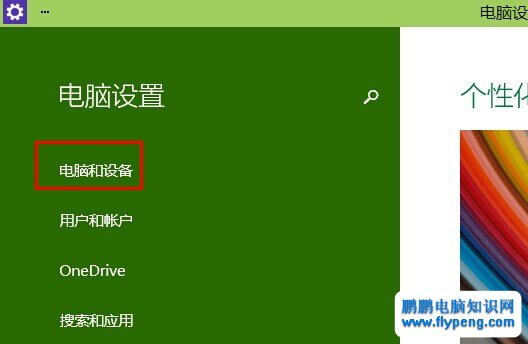 ...
电脑设
电脑设置
个性化
电脑和设备
用户和帐户
OneDrive
搜索和应用
鹏鹏电脑知识网
www.flypeng.com